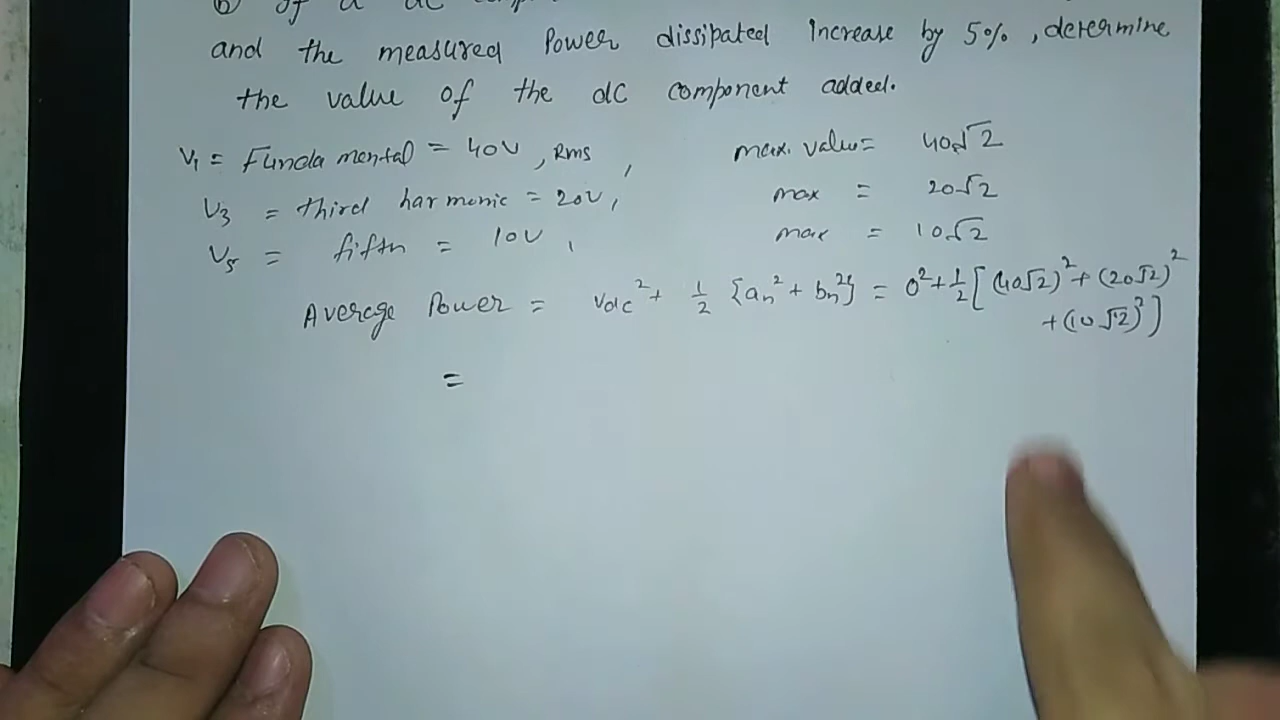 and the measured Power dissipated Increase by 5%, determine
the value of the dc component added.
V₁ = Fundamental = 40V, Rms, max. value = 40√2
V₃ = third harmonic = 20V, max = 20√2
V₅ = fifth = 10V, max = 10√2
Average Power = Vdc² + 1/2 {aₙ² + bₙ²} = 0² + 1/2 [(40√2)² + (20√2)²
+ (10√2)²]
=